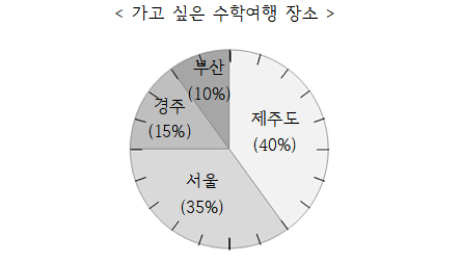 < 가고 싶은 수학여행 장소 >
부산
(10%)
경주
(15%)
제주도
(40%)
서울
(35%)